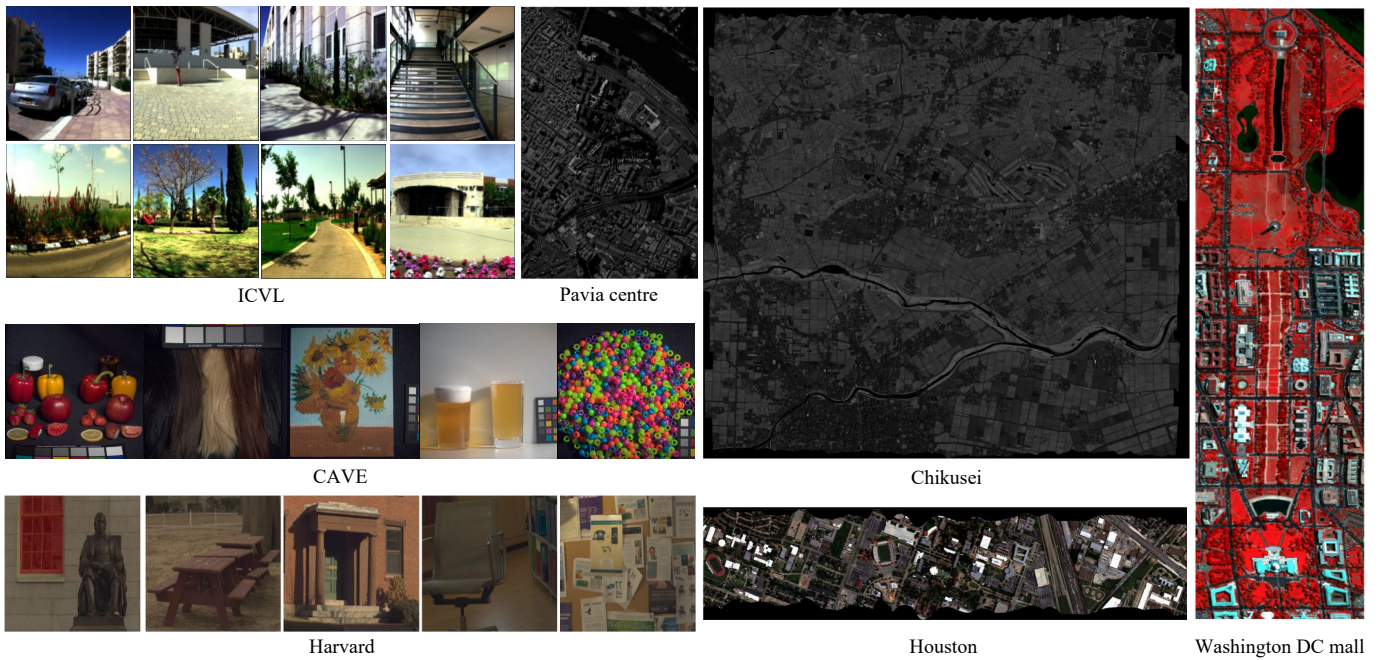 ICVL
Pavia centre
CAVE
Chikusei
Harvard
Houston
Washington DC mall